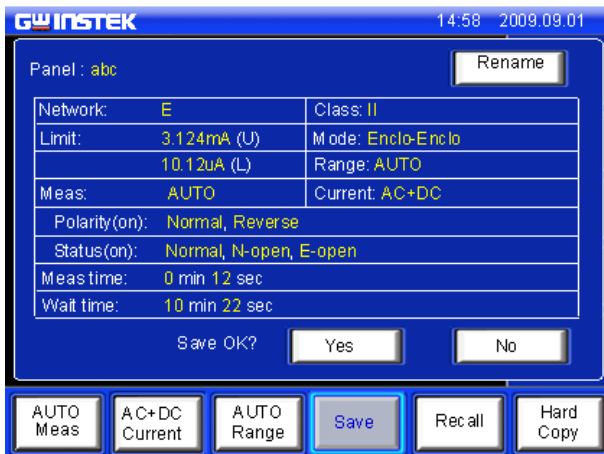 GWINSTEK 14:58 2009.09.01
Panel : abc Rename
Network: E Class: II
Limit: 3.124mA (U) Mode: Enclo-Enclo
10.12uA (L) Range: AUTO
Meas: AUTO Current: AC+DC
Polarity(on): Normal, Reverse
Status(on): Normal, N-open, E-open
Meas time: 0 min 12 sec
Wait time: 10 min 22 sec
Save OK? Yes No
AUTO AC+DC AUTO Save Recall Hard
Meas Current Range Copy